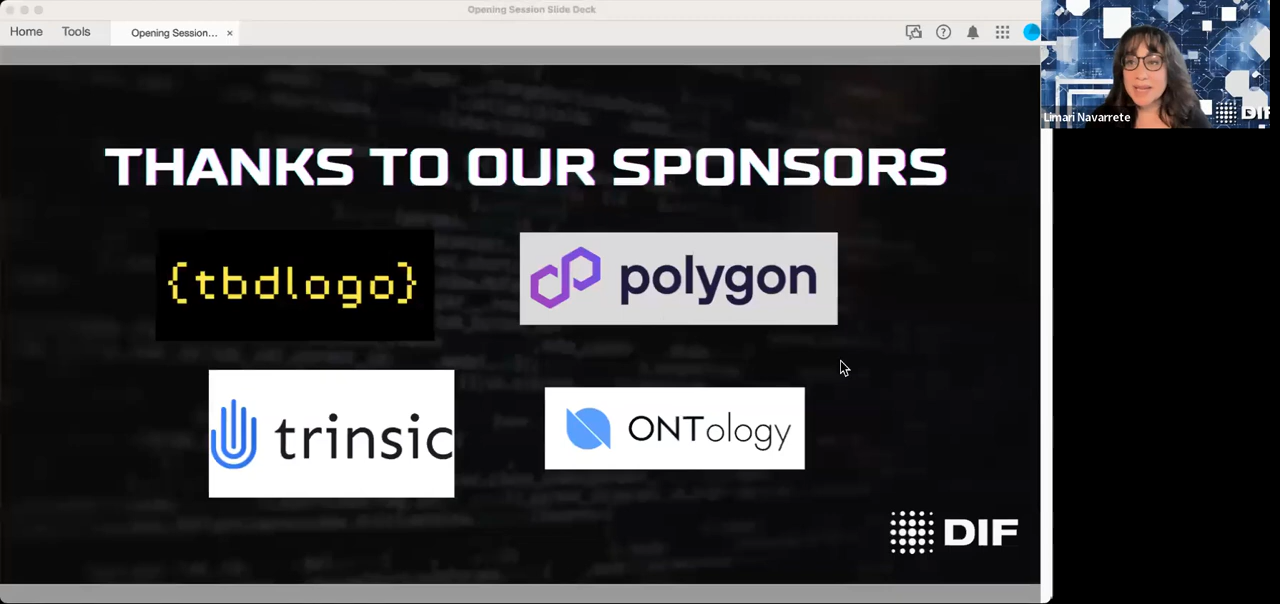 Opening Session Slide Deck
Home Tools Opening Session... ×
THANKS TO OUR SPONSORS
{tbdlogo}
polygon
trinsic
ONTology
DIF
Limari Navarrete
DI